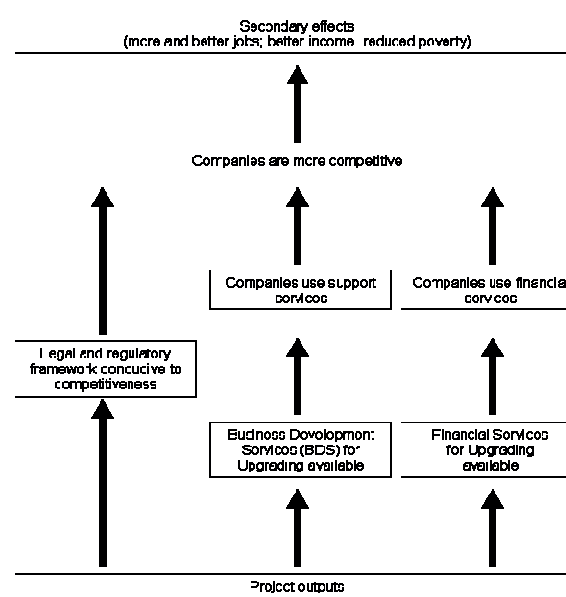 Secondary effects
(more and better jobs; better income reduced poverty)
Companies are more competitive
Companies use support
services
Companies use financia
services
Legal and regulatory
framework concucive to
competitiveness
Business Development
Services (BDS) for
Upgrading available
Financial Services
for Upgrading
available
Project outputs